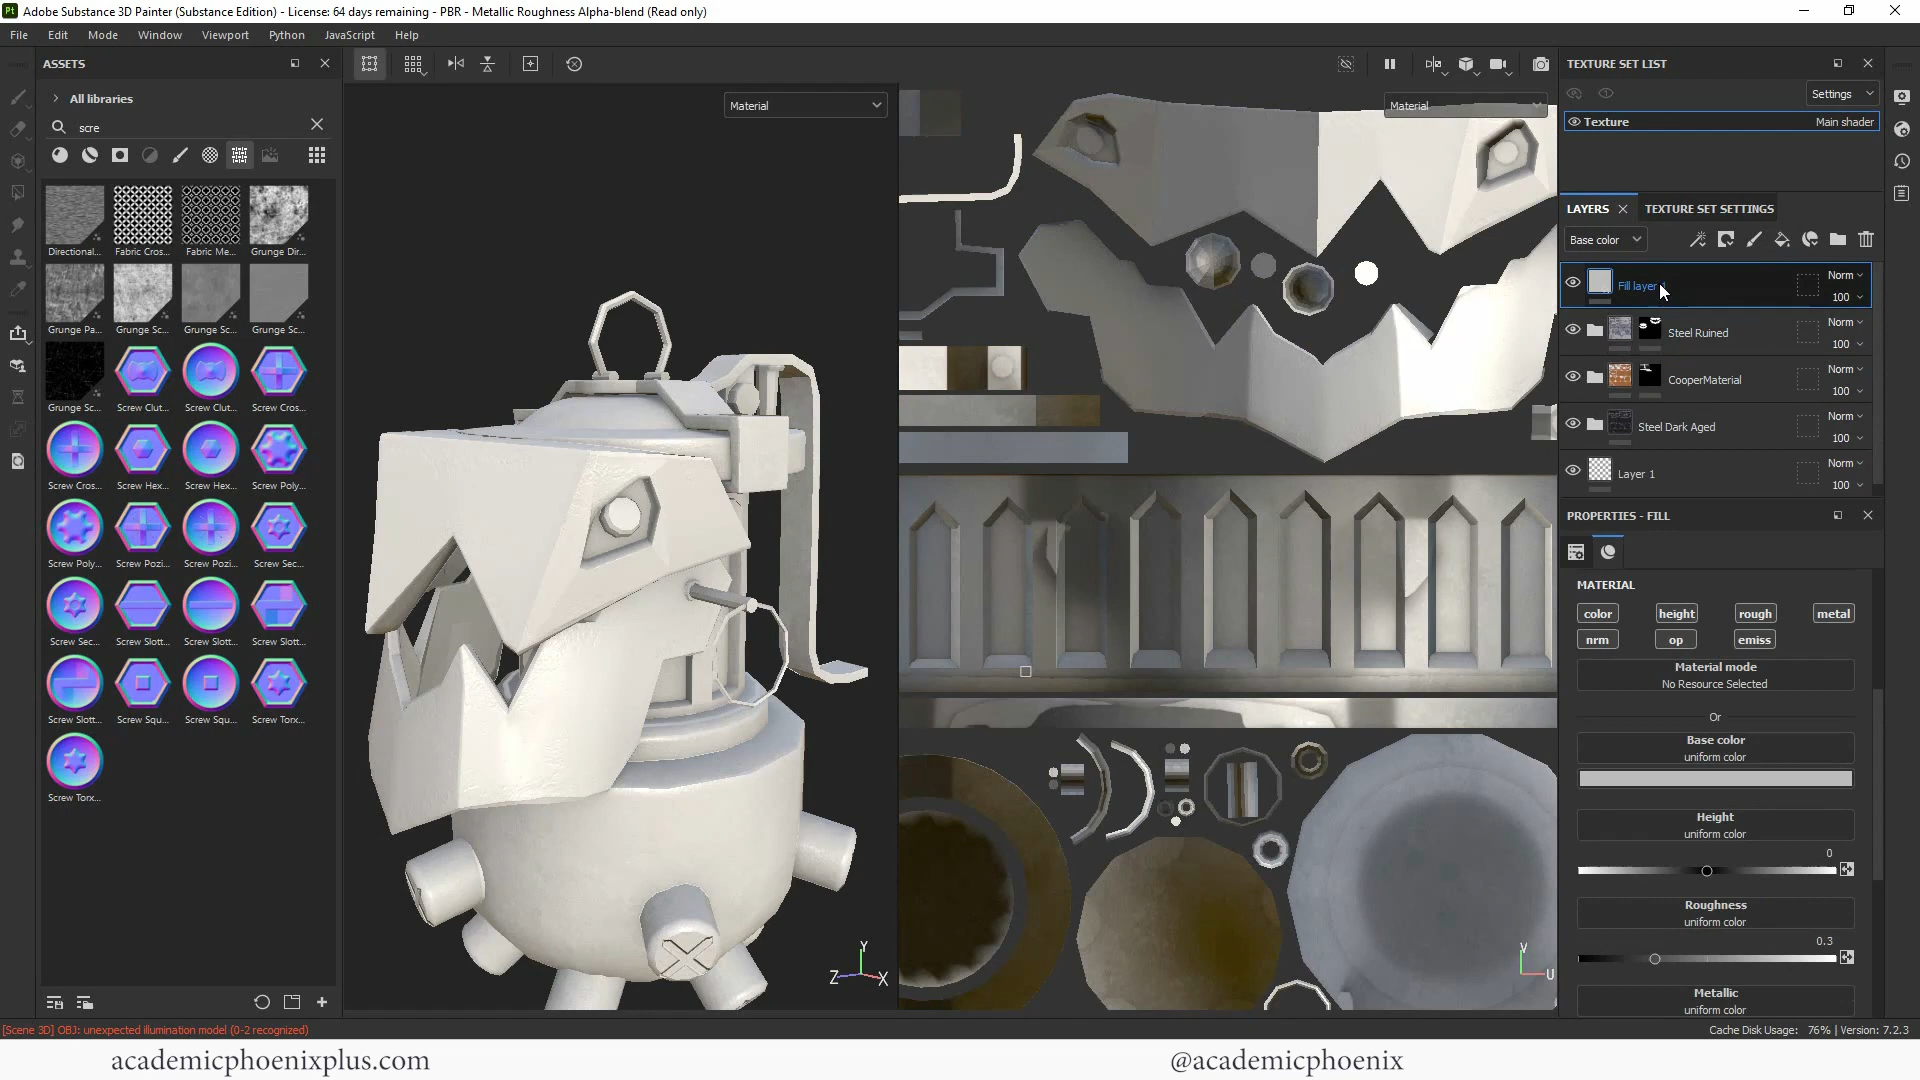 Adobe Substance 3D Painter (Substance Edition) - License: 64 days remaining - PBR - Metallic Roughness Alpha-blend (Read only)
File Edit Mode Window Viewport Python JavaScript Help
ASSETS
All libraries
scre
Directional... Fabric Cros... Fabric Me... Grunge Dir...
Grunge Pa... Grunge Sc... Grunge Sc... Grunge Sc...
Grunge Sc... Screw Clut... Screw Clut... Screw Cros...
Screw Cros... Screw Hex... Screw Hex... Screw Poly...
Screw Poly... Screw Pozi... Screw Pozi... Screw Sec...
Screw Sec... Screw Slott... Screw Slott... Screw Slott...
Screw Slott... Screw Squ... Screw Squ... Screw Torx...
Screw Torx...
Material
Y
Z
X
Material
V
U
TEXTURE SET LIST
Settings
Texture Main shader
LAYERS TEXTURE SET SETTINGS
Base color
Fill layer Norm
100
Steel Ruined Norm
100
CooperMaterial Norm
100
Steel Dark Aged Norm
100
Layer 1 Norm
100
PROPERTIES - FILL
MATERIAL
color height rough metal
nrm op emiss
Material mode
No Resource Selected
Or
Base color
uniform color
Height
uniform color
0
Roughness
uniform color
0.3
Metallic
uniform color
[Scene 3D] OBJ: unexpected illumination model (0-2 recognized)
Cache Disk Usage: 76% | Version: 7.2.3
academicphoenixplus.com
@academicphoenix